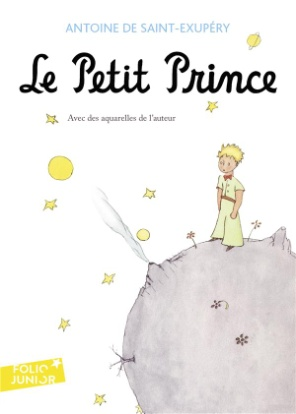 ANTOINE DE SAINT-EXUPÉRY
Le Petit Prince
Avec des aquarelles de l'auteur
FOLIO
JUNIOR